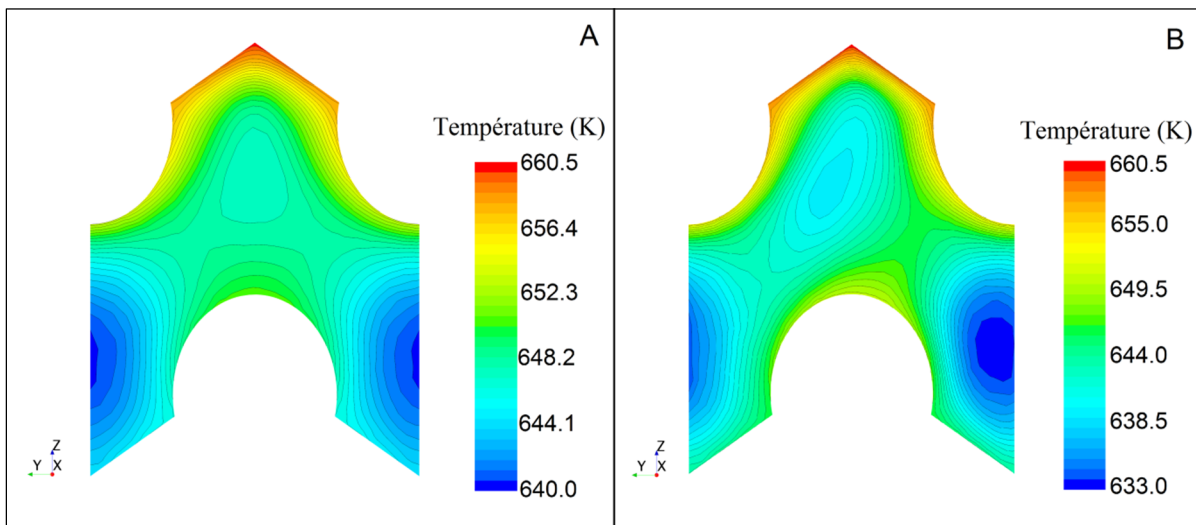 A
Température (K)
660.5
656.4
652.3
648.2
644.1
640.0
Z
Y
X
B
Température (K)
660.5
655.0
649.5
644.0
638.5
633.0
Z
Y
X